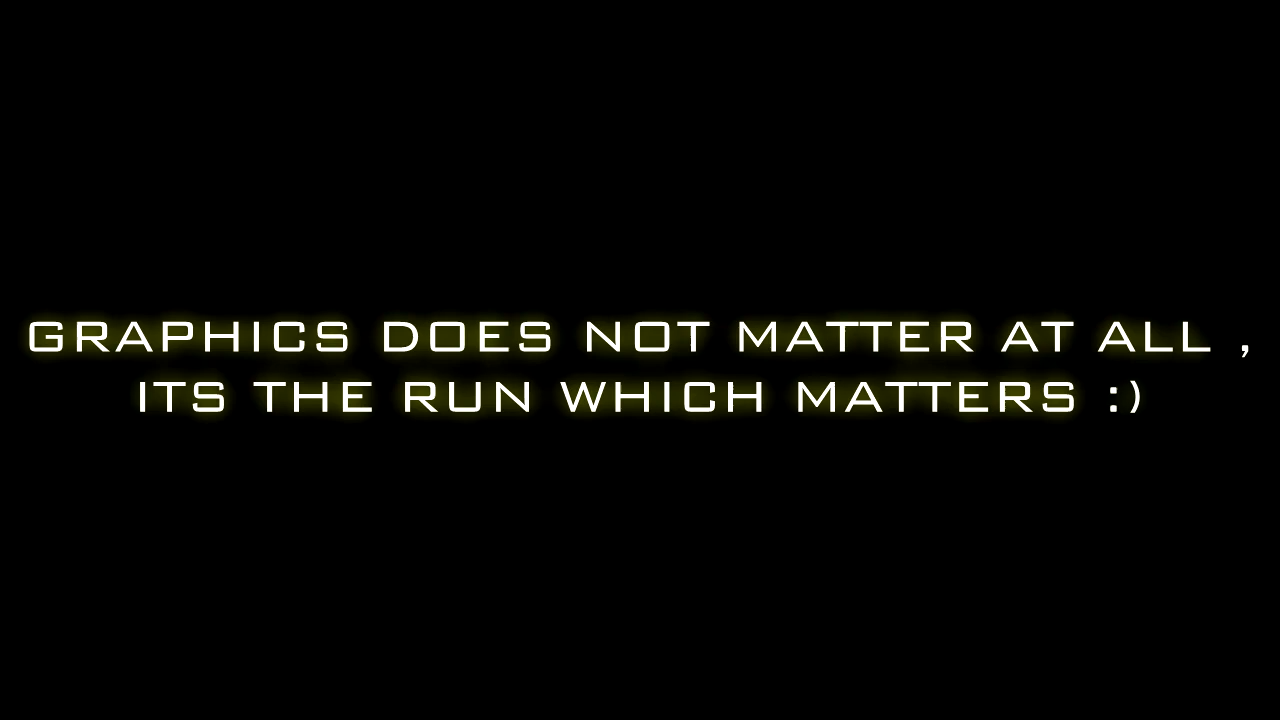 GRAPHICS DOES NOT MATTER AT ALL ,
ITS THE RUN WHICH MATTERS :)